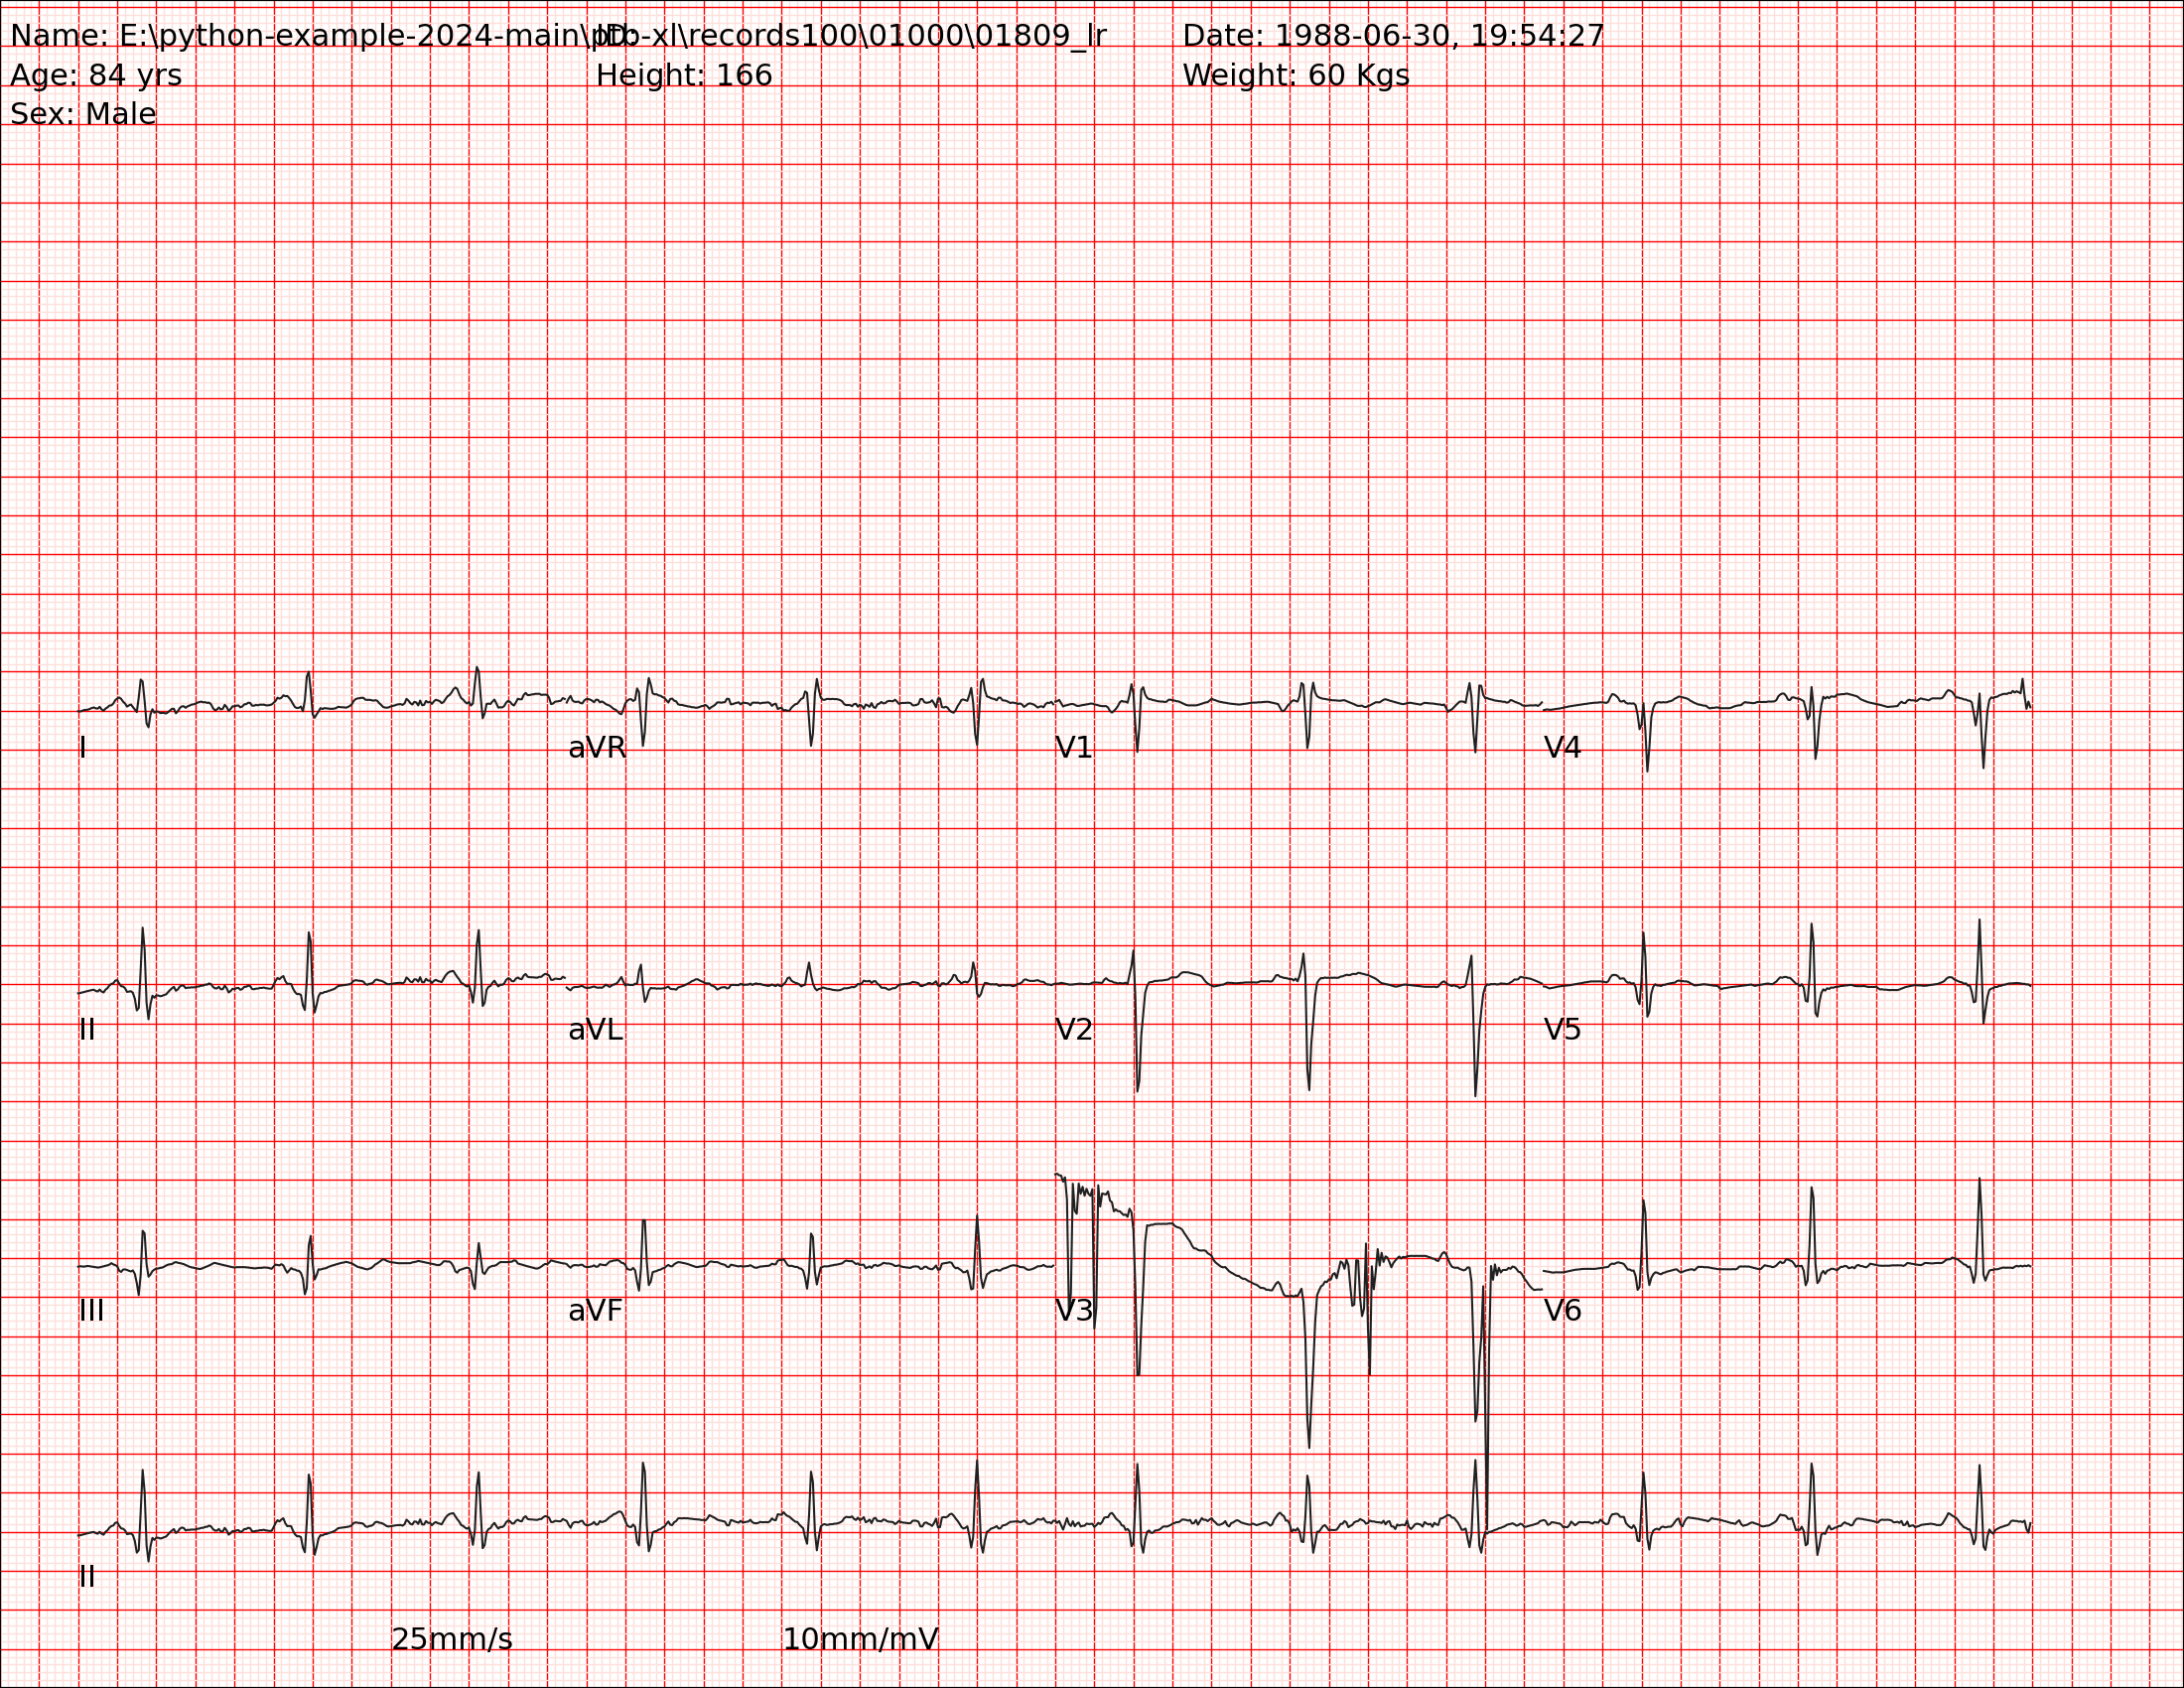 Name: E:\python-example-2024-main\ptb-xl\records100\01000\01809_lr ID: Date: 1988-06-30, 19:54:27
Age: 84 yrs Height: 166 Weight: 60 Kgs
Sex: Male
I aVR V1 V4
II aVL V2 V5
III aVF V3 V6
II
25mm/s 10mm/mV